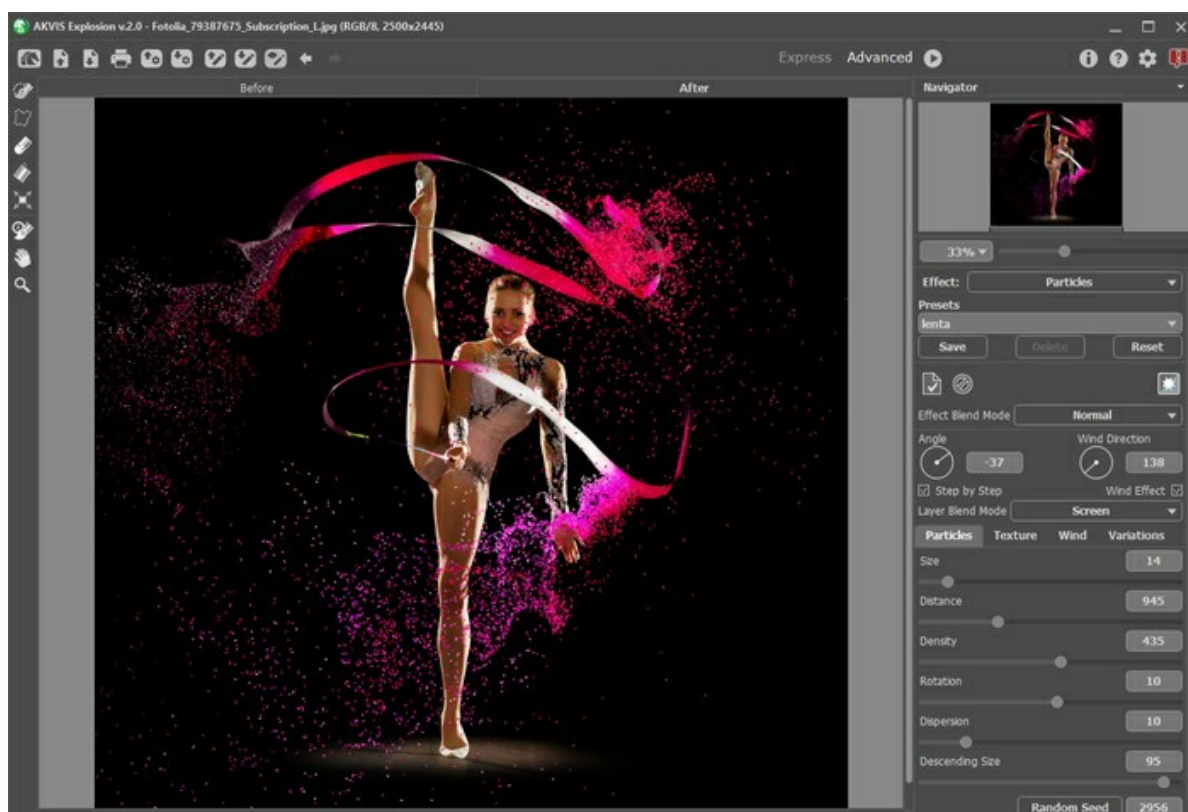 AKVIS Explosion v.2.0 - Fotolia_79387675_Subscription_L.jpg (RGB/8, 2500x2445)
Express Advanced
Before After
Navigator
33%
Effect: Particles
Presets
lenta
Save Delete Reset
Effect Blend Mode Normal
Angle Wind Direction
-37 138
Step by Step Wind Effect
Layer Blend Mode Screen
Particles Texture Wind Variations
Size 14
Distance 945
Density 435
Rotation 10
Dispersion 10
Descending Size 95
Random Seed 2956